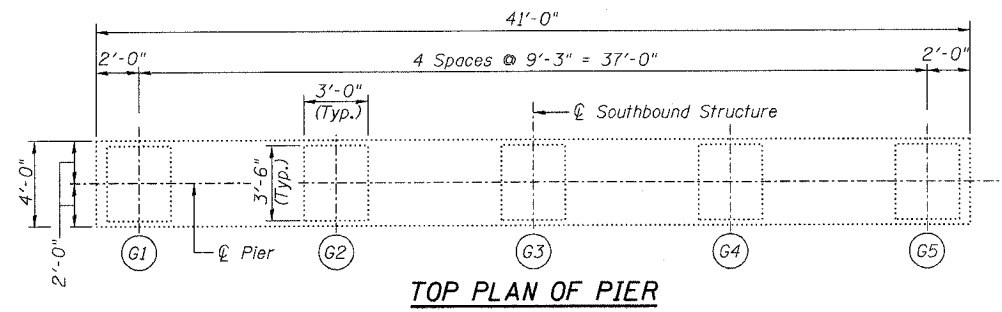 41'-0"
2'-0"
4 Spaces @ 9'-3" = 37'-0"
2'-0"
3'-0"
(Typ.)
℄ Southbound Structure
4'-0"
3'-6"
(Typ.)
2'-0"
℄ Pier
G1
G2
G3
G4
G5
TOP PLAN OF PIER